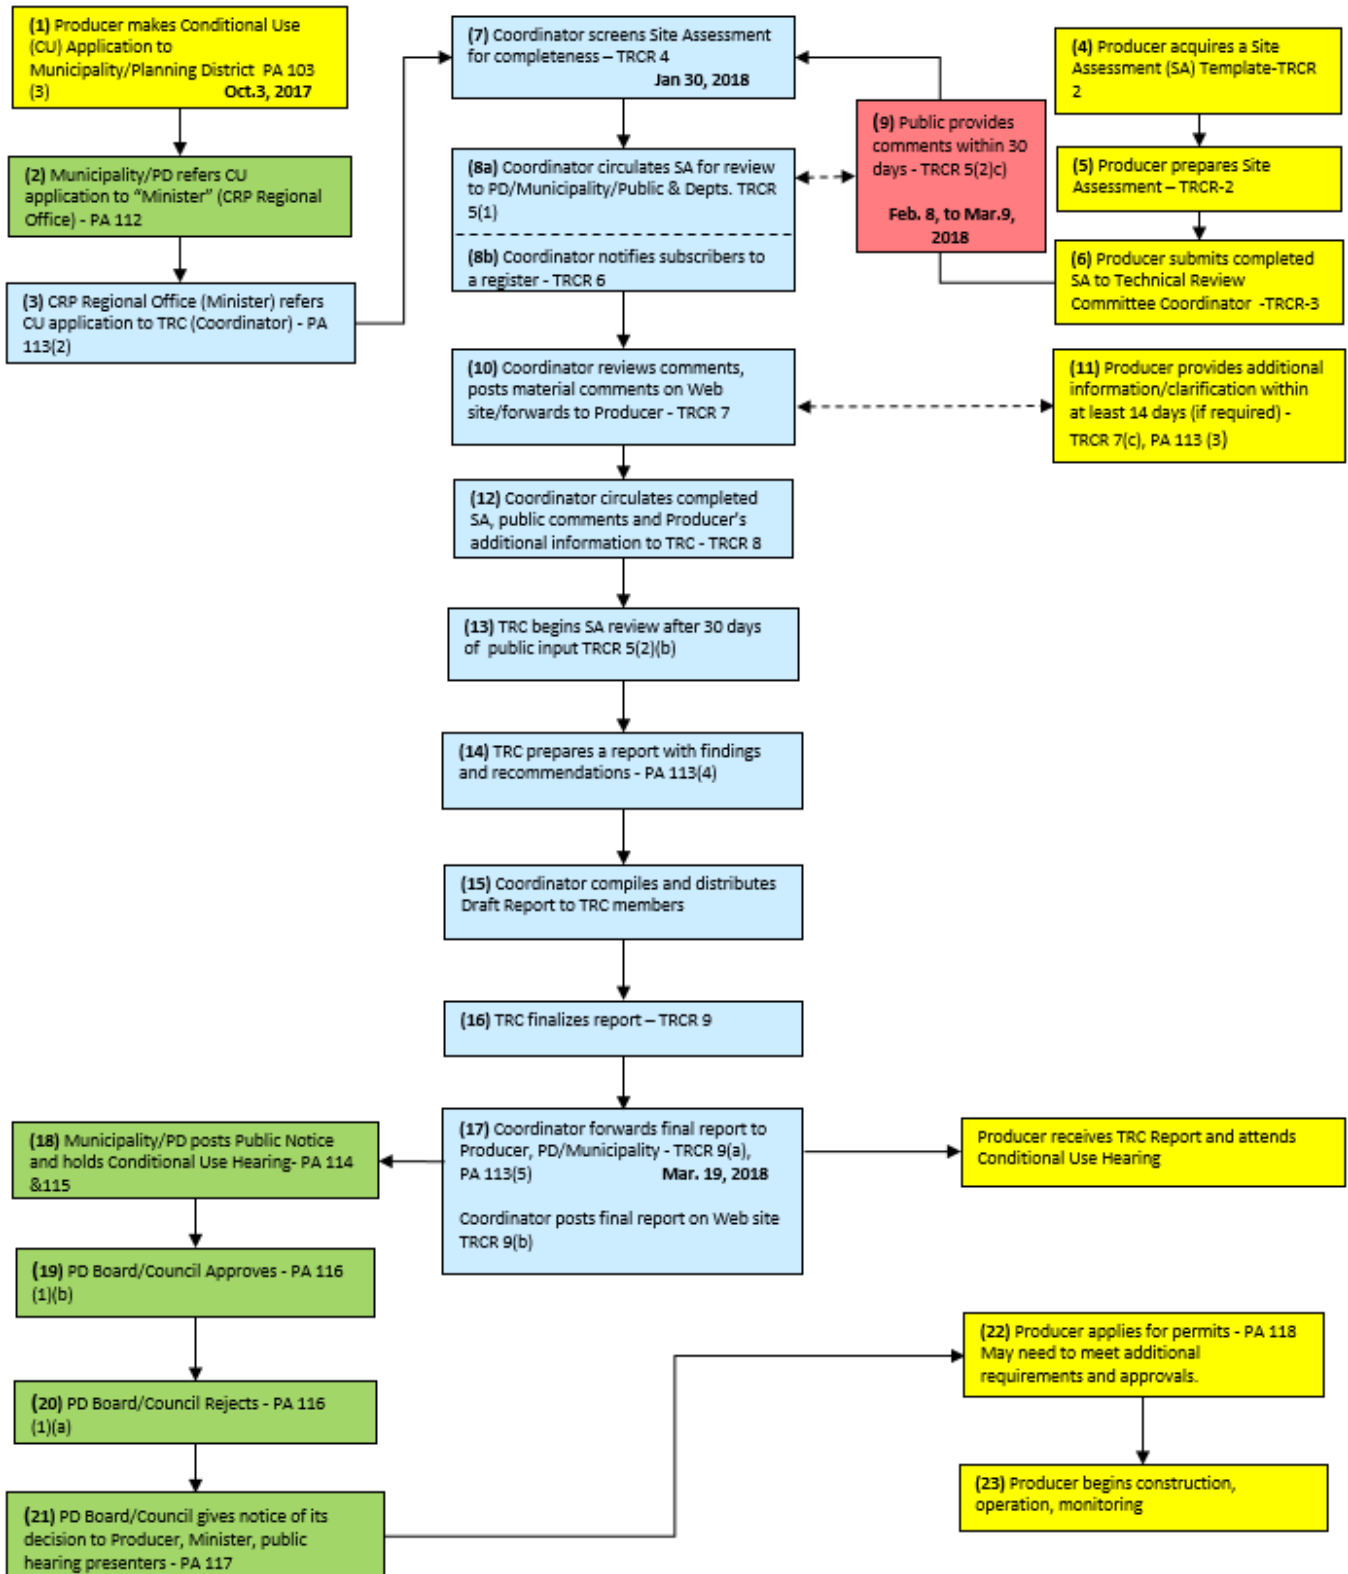 (1) Producer makes Conditional Use
(CU) Application to
Municipality/Planning District  PA 103
(3) Oct.3, 2017
(2) Municipality/PD refers CU
application to “Minister” (CRP Regional
Office) - PA 112
(3) CRP Regional Office (Minister) refers
CU application to TRC (Coordinator) - PA
113(2)
(4) Producer acquires a Site
Assessment (SA) Template-TRCR
2
(5) Producer prepares Site
Assessment – TRCR-2
(6) Producer submits completed
SA to Technical Review
Committee Coordinator  -TRCR-3
(7) Coordinator screens Site Assessment
for completeness – TRCR 4
Jan 30, 2018
(8a) Coordinator circulates SA for review
to PD/Municipality/Public & Depts. TRCR
5(1)
(8b) Coordinator notifies subscribers to
a register - TRCR 6
(9) Public provides
comments within 30
days - TRCR 5(2)c)
Feb. 8, to Mar.9,
2018
(10) Coordinator reviews comments,
posts material comments on Web
site/forwards to Producer - TRCR 7
(11) Producer provides additional
information/clarification within
at least 14 days (if required) -
TRCR 7(c), PA 113 (3)
(12) Coordinator circulates completed
SA, public comments and Producer’s
additional information to TRC - TRCR 8
(13) TRC begins SA review after 30 days
of  public input TRCR 5(2)(b)
(14) TRC prepares a report with findings
and recommendations - PA 113(4)
(15) Coordinator compiles and distributes
Draft Report to TRC members
(16) TRC finalizes report – TRCR 9
(17) Coordinator forwards final report to
Producer, PD/Municipality - TRCR 9(a),
PA 113(5) Mar. 19, 2018
Coordinator posts final report on Web site
TRCR 9(b)
Producer receives TRC Report and attends
Conditional Use Hearing
(18) Municipality/PD posts Public Notice
and holds Conditional Use Hearing- PA 114
&115
(19) PD Board/Council Approves - PA 116
(1)(b)
(20) PD Board/Council Rejects - PA 116
(1)(a)
(21) PD Board/Council gives notice of its
decision to Producer, Minister, public
hearing presenters - PA 117
(22) Producer applies for permits - PA 118
May need to meet additional
requirements and approvals.
(23) Producer begins construction,
operation, monitoring